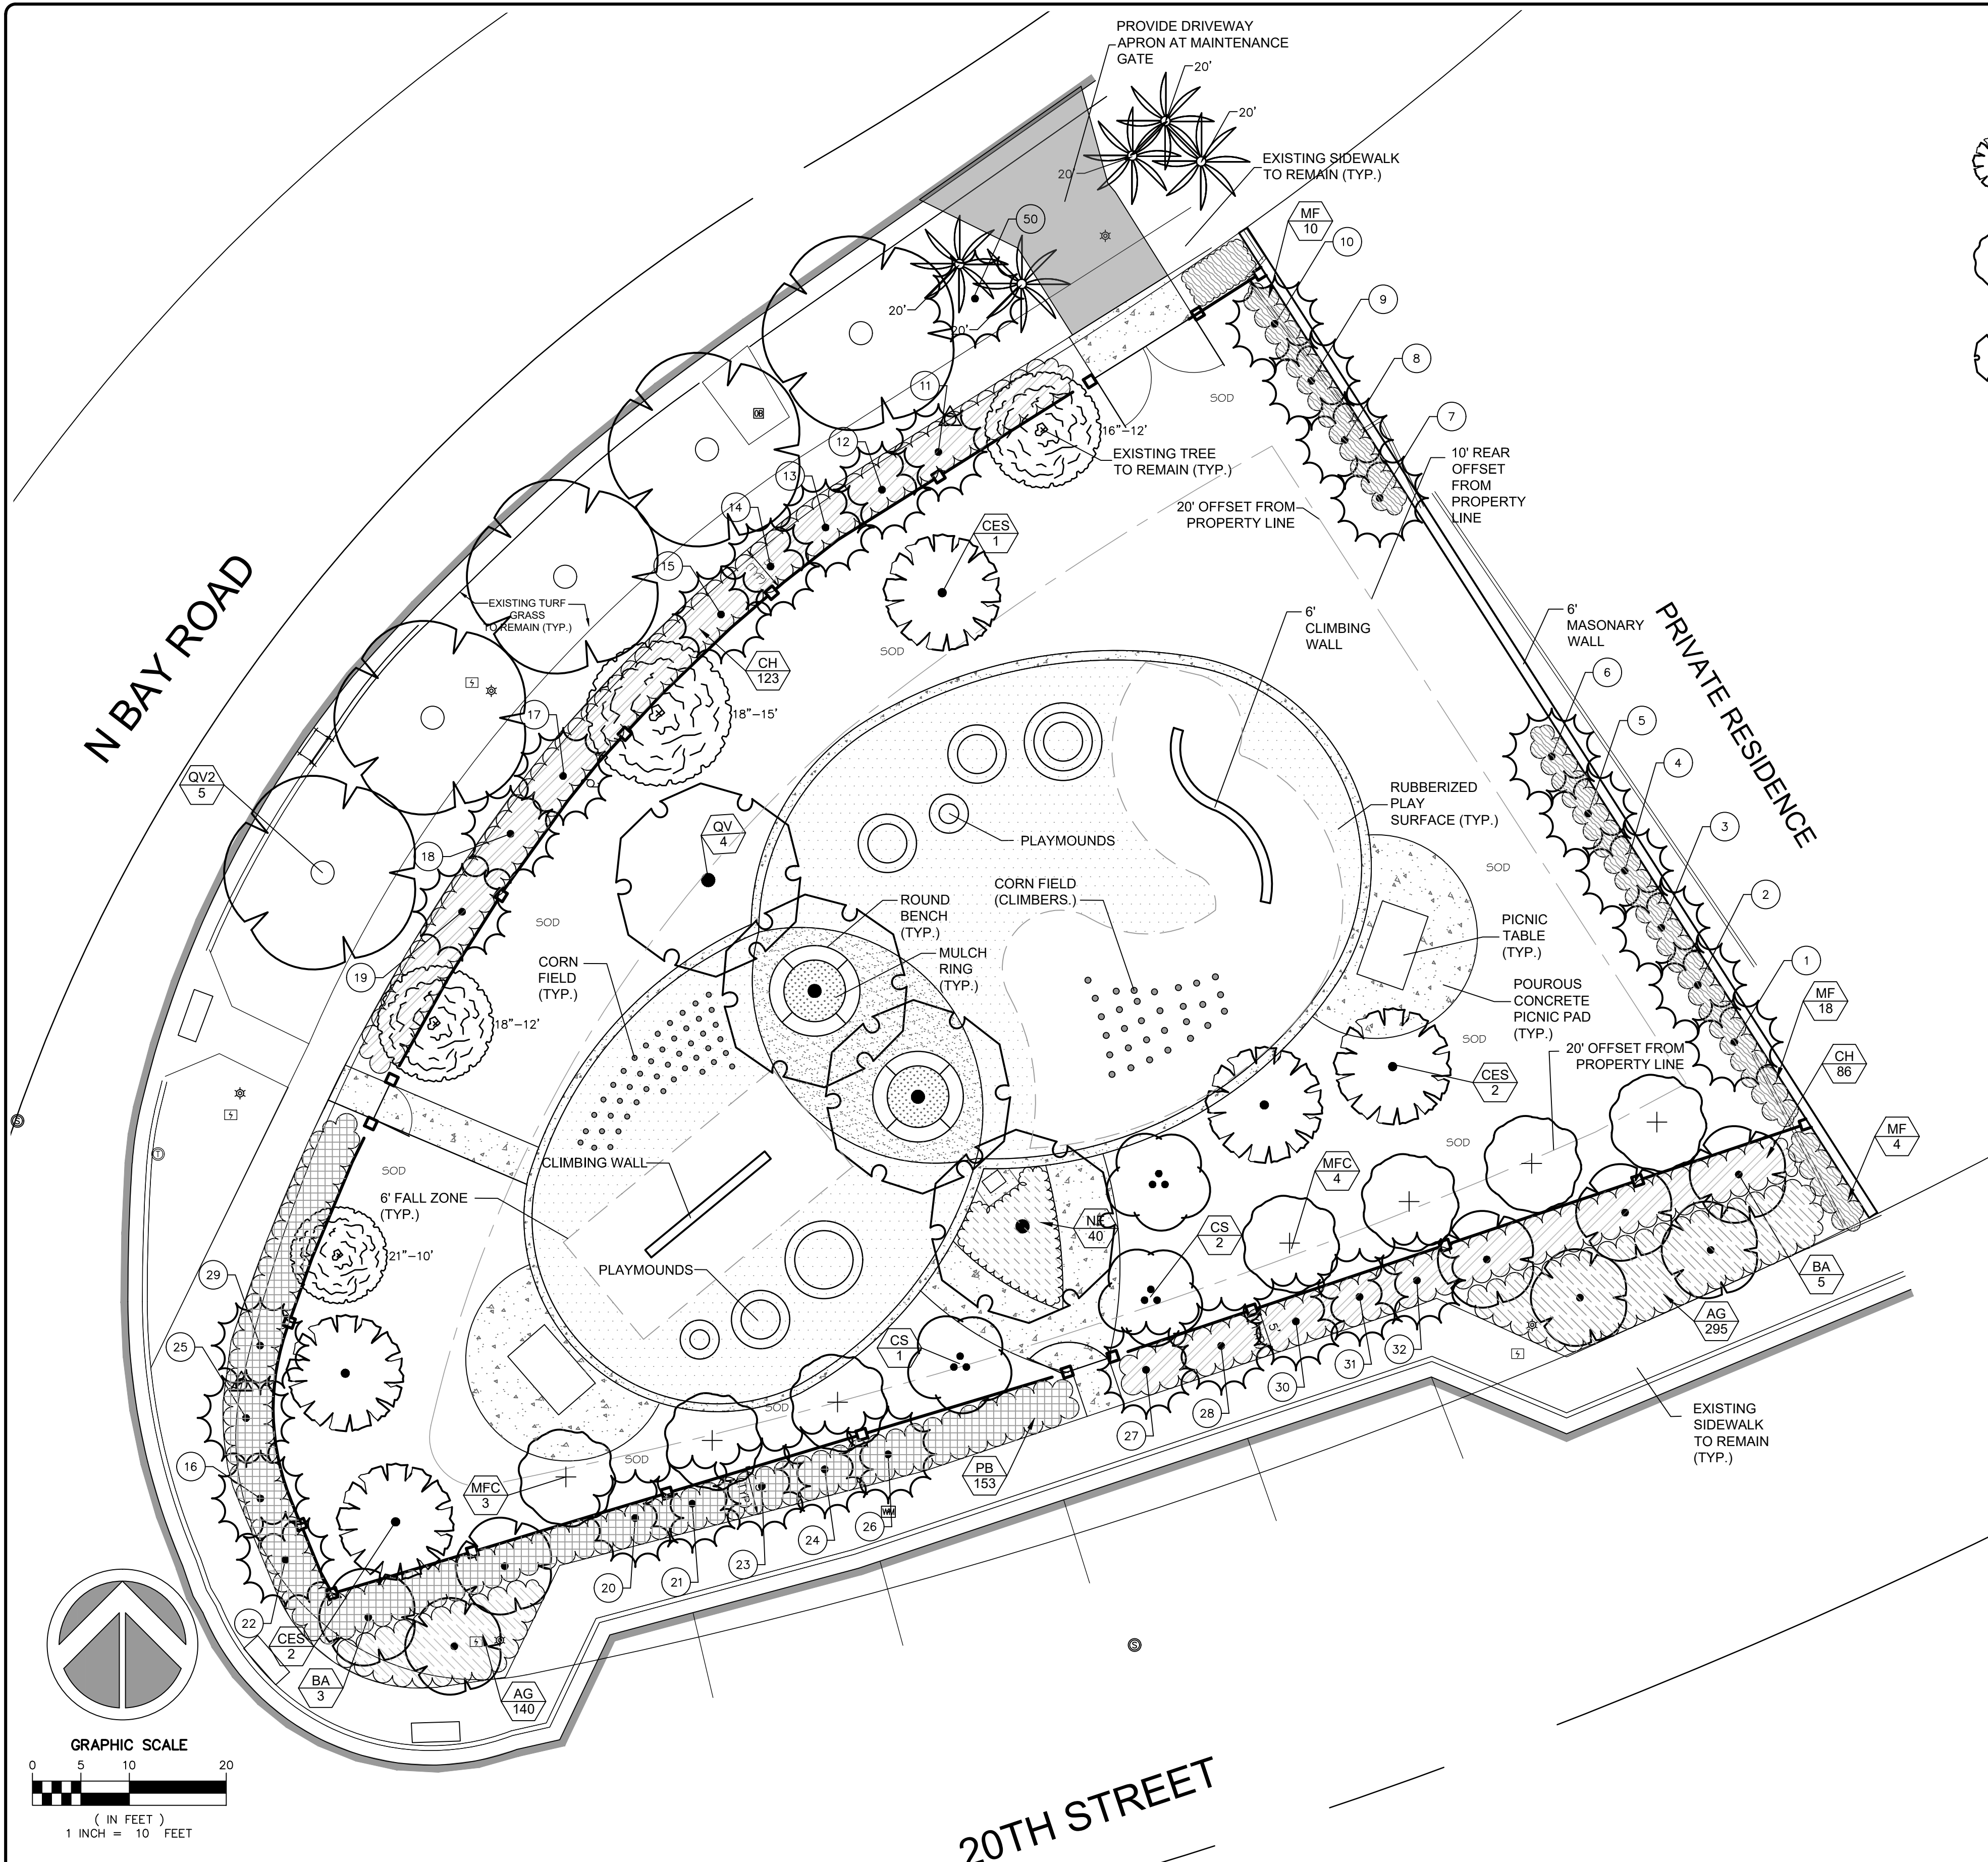 PROVIDE DRIVEWAY
APRON AT MAINTENANCE
GATE
20'
20'
20
EXISTING SIDEWALK
TO REMAIN (TYP.)
50
MF
10
10
20'
20'
9
8
11
SOD
7
16"-12'
EXISTING TREE
TO REMAIN (TYP.)
12
10' REAR
OFFSET
FROM
PROPERTY
LINE
13
20' OFFSET FROM
PROPERTY LINE
14
CES
1
15
EXISTING TURF
GRASS
TO REMAIN (TYP.)
N BAY ROAD
6'
CLIMBING
WALL
6'
MASONARY
WALL
PRIVATE RESIDENCE
SOD
CH
123
6
17
18"-15'
5
QV2
5
4
RUBBERIZED
PLAY
SURFACE (TYP.)
QV
4
PLAYMOUNDS
3
18
SOD
CORN FIELD
(CLIMBERS.)
ROUND
BENCH
(TYP.)
2
SOD
PICNIC
TABLE
(TYP.)
MULCH
RING
(TYP.)
CORN
FIELD
(TYP.)
1
19
POUROUS
CONCRETE
PICNIC PAD
(TYP.)
MF
18
18"-12'
SOD
20' OFFSET FROM
PROPERTY LINE
CH
86
CES
2
S
T
SOD
MF
4
CLIMBING WALL
SOD
MFC
4
6' FALL ZONE
(TYP.)
NE
40
CS
2
21"-10'
29
PLAYMOUNDS
BA
5
AG
295
25
CS
1
32
31
30
SOD
28
27
EXISTING
SIDEWALK
TO REMAIN
(TYP.)
16
SOD
PB
153
MFC
3
WM
26
24
23
21
20
22
CES
2
S
BA
3
AG
140
GRAPHIC SCALE
0 5 10 20
( IN FEET )
1 INCH = 10 FEET
20TH STREET